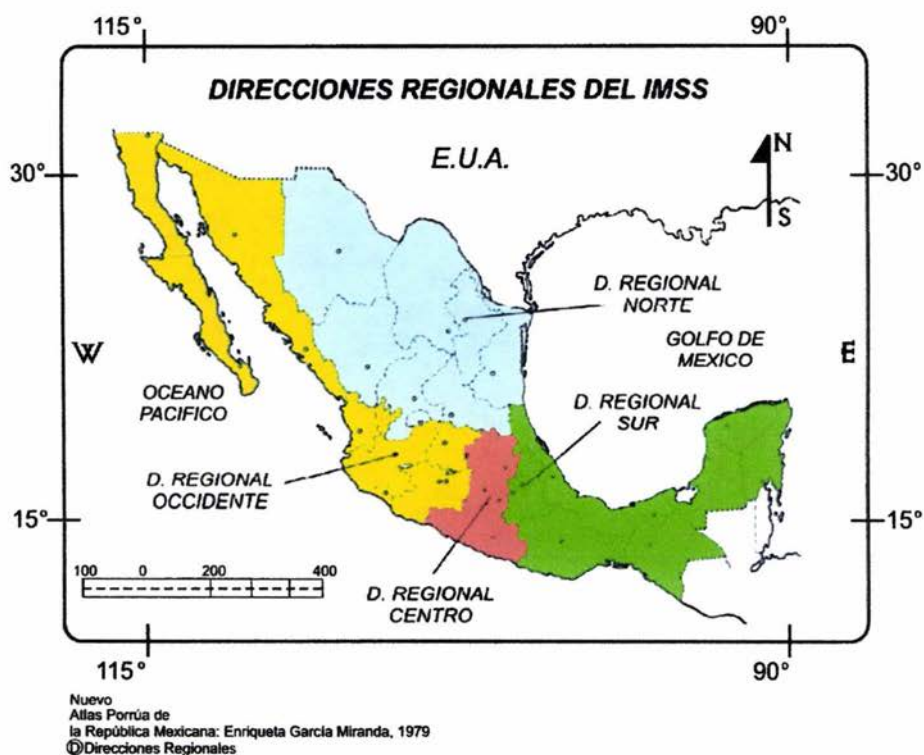 115°
90°
DIRECCIONES REGIONALES DEL IMSS
E.U.A.
N
S
30°
30°
D. REGIONAL
NORTE
GOLFO DE
MEXICO
W
E
OCEANO
PACIFICO
D. REGIONAL
SUR
D. REGIONAL
OCCIDENTE
15°
15°
100 0 200 400
D. REGIONAL
CENTRO
115°
90°
Nuevo
Atlas Porrúa de
la República Mexicana: Enriqueta García Miranda, 1979
ⒹDirecciones Regionales